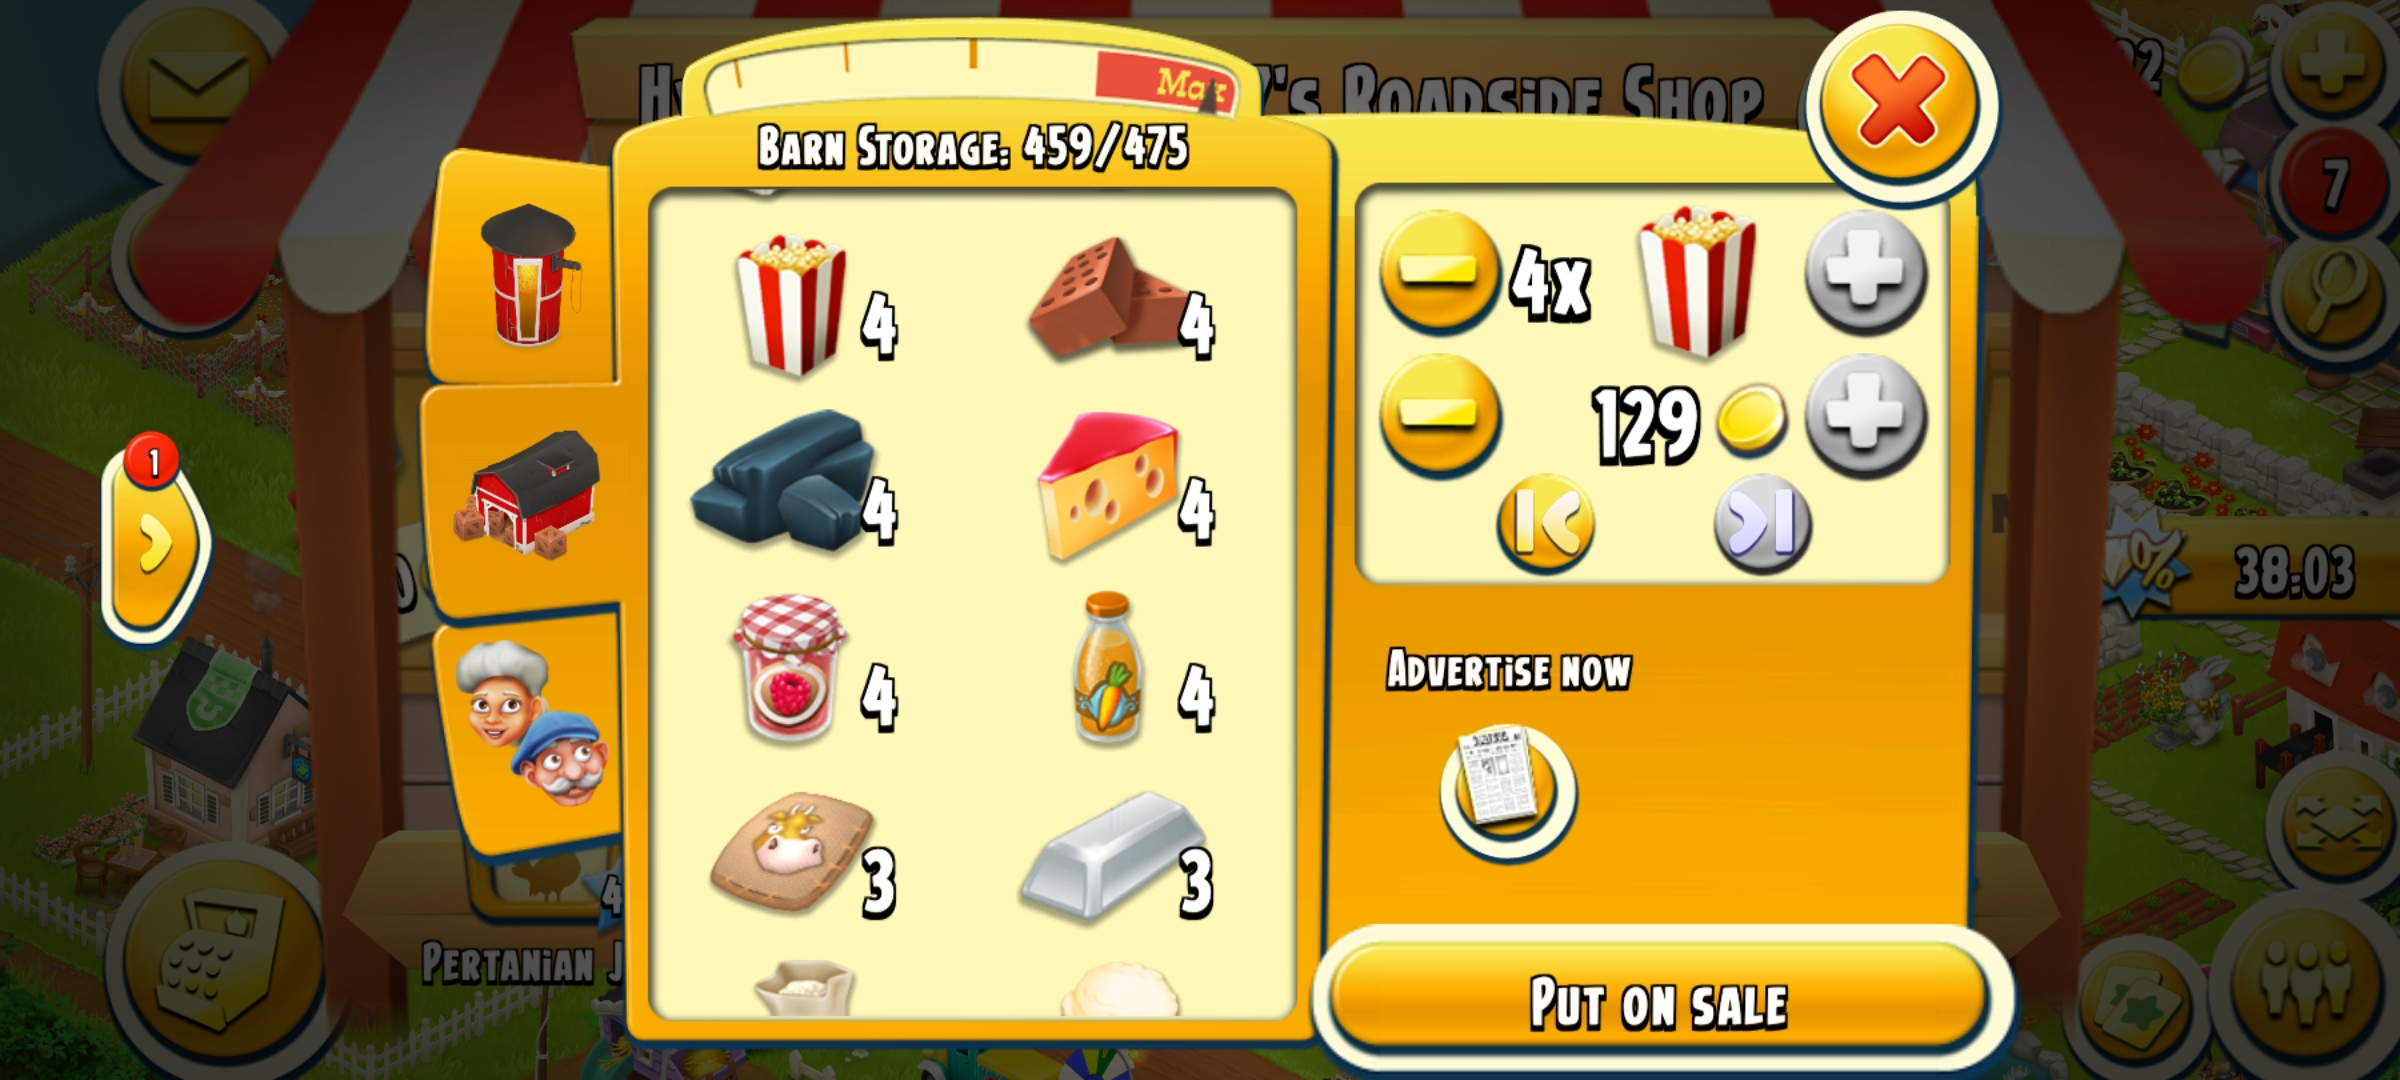 's Roadside Shop
Max
Barn Storage: 459/475
4
4
4
4
4
4
3
3
4x
129
Advertise now
Put on sale
1
7
38:03
Pertanian